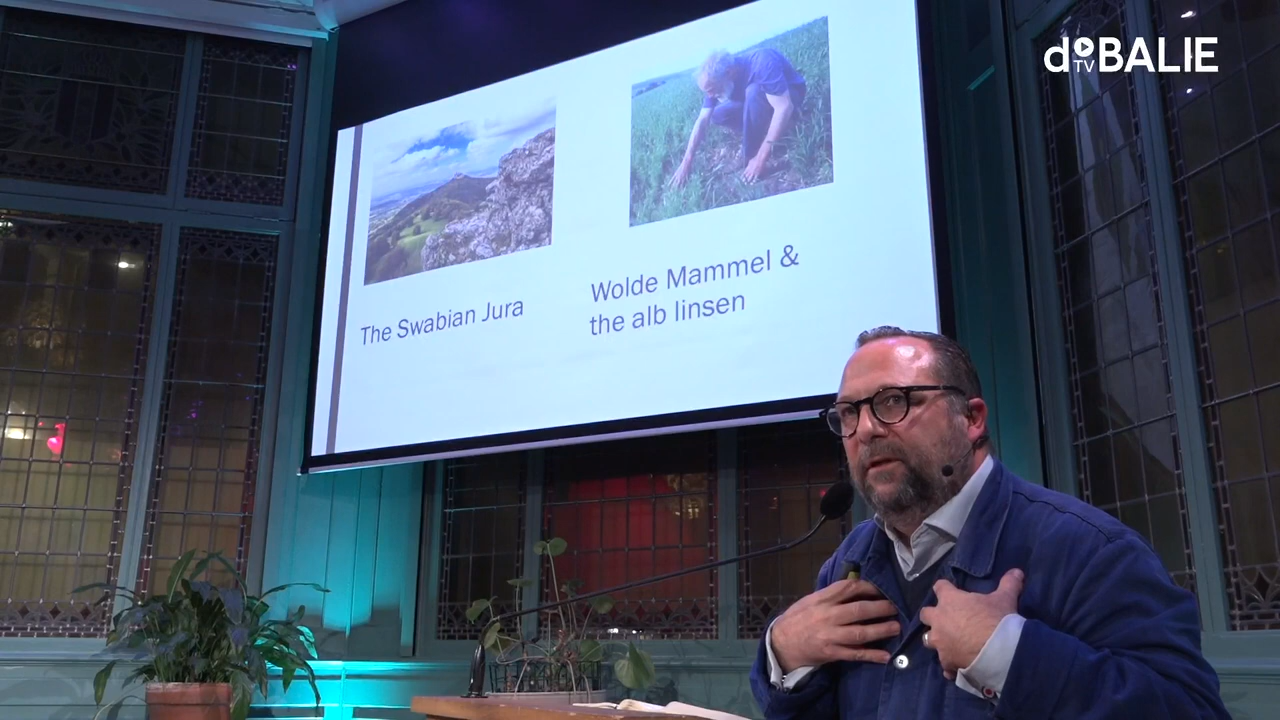 deBALIE
TV
The Swabian Jura
Wolde Mammel &
the alb linsen